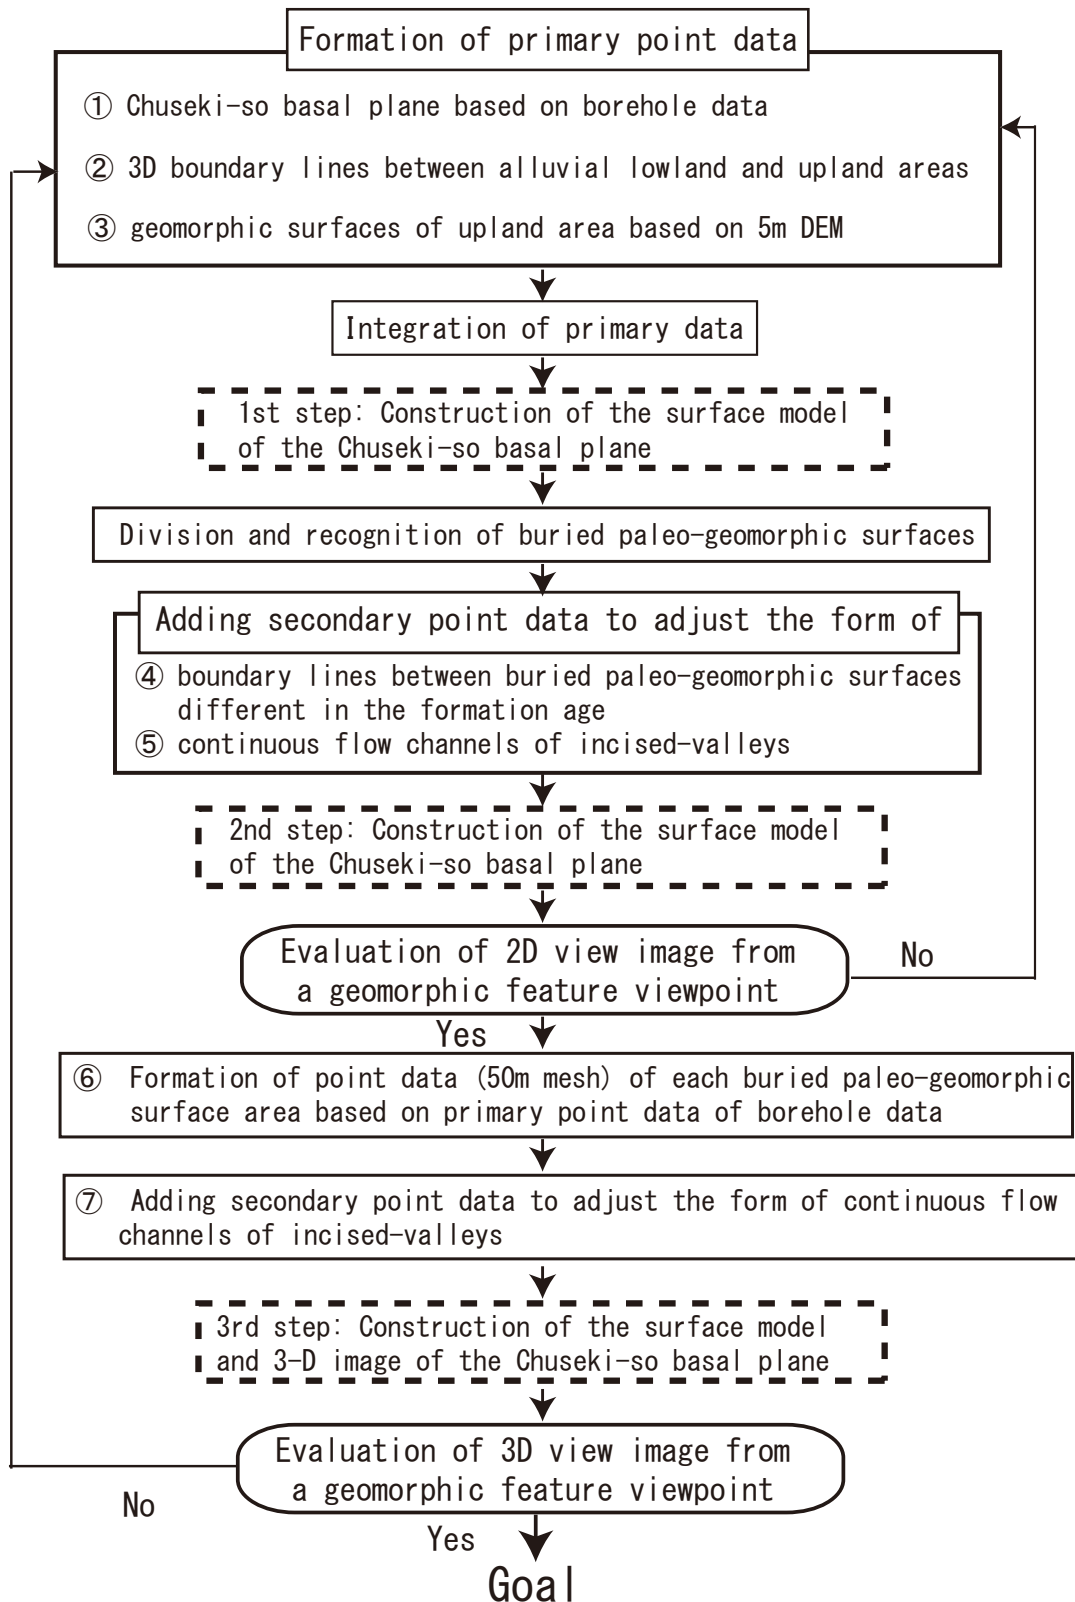 Formation of primary point data
① Chuseki-so basal plane based on borehole data
② 3D boundary lines between alluvial lowland and upland areas
③ geomorphic surfaces of upland area based on 5m DEM
Integration of primary data
1st step: Construction of the surface model
of the Chuseki-so basal plane
Division and recognition of buried paleo-geomorphic surfaces
Adding secondary point data to adjust the form of
④ boundary lines between buried paleo-geomorphic surfaces
different in the formation age
⑤ continuous flow channels of incised-valleys
2nd step: Construction of the surface model
of the Chuseki-so basal plane
Evaluation of 2D view image from
a geomorphic feature viewpoint
No
Yes
⑥ Formation of point data (50m mesh) of each buried paleo-geomorphic
surface area based on primary point data of borehole data
⑦ Adding secondary point data to adjust the form of continuous flow
channels of incised-valleys
3rd step: Construction of the surface model
and 3-D image of the Chuseki-so basal plane
Evaluation of 3D view image from
a geomorphic feature viewpoint
No
Yes
Goal